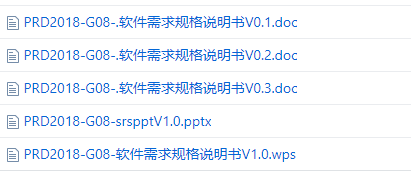 PRD2018-G08-.软件需求规格说明书V0.1.doc
PRD2018-G08-.软件需求规格说明书V0.2.doc
PRD2018-G08-.软件需求规格说明书V0.3.doc
PRD2018-G08-srspptV1.0.pptx
PRD2018-G08-软件需求规格说明书V1.0.wps